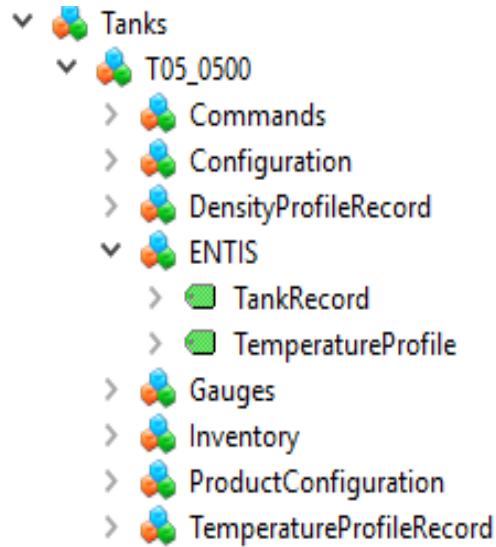 Tanks
T05_0500
Commands
Configuration
DensityProfileRecord
ENTIS
TankRecord
TemperatureProfile
Gauges
Inventory
ProductConfiguration
TemperatureProfileRecord